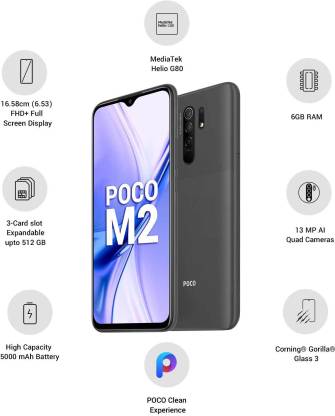 MediaTek
Helio G80
16.58cm (6.53)
FHD+ Full
Screen Display
6GB RAM
POCO
M2
3-Card slot
Expandable
upto 512 GB
13 MP AI
Quad Cameras
POCO
High Capacity
5000 mAh Battery
Corning® Gorilla®
Glass 3
POCO Clean
Experience